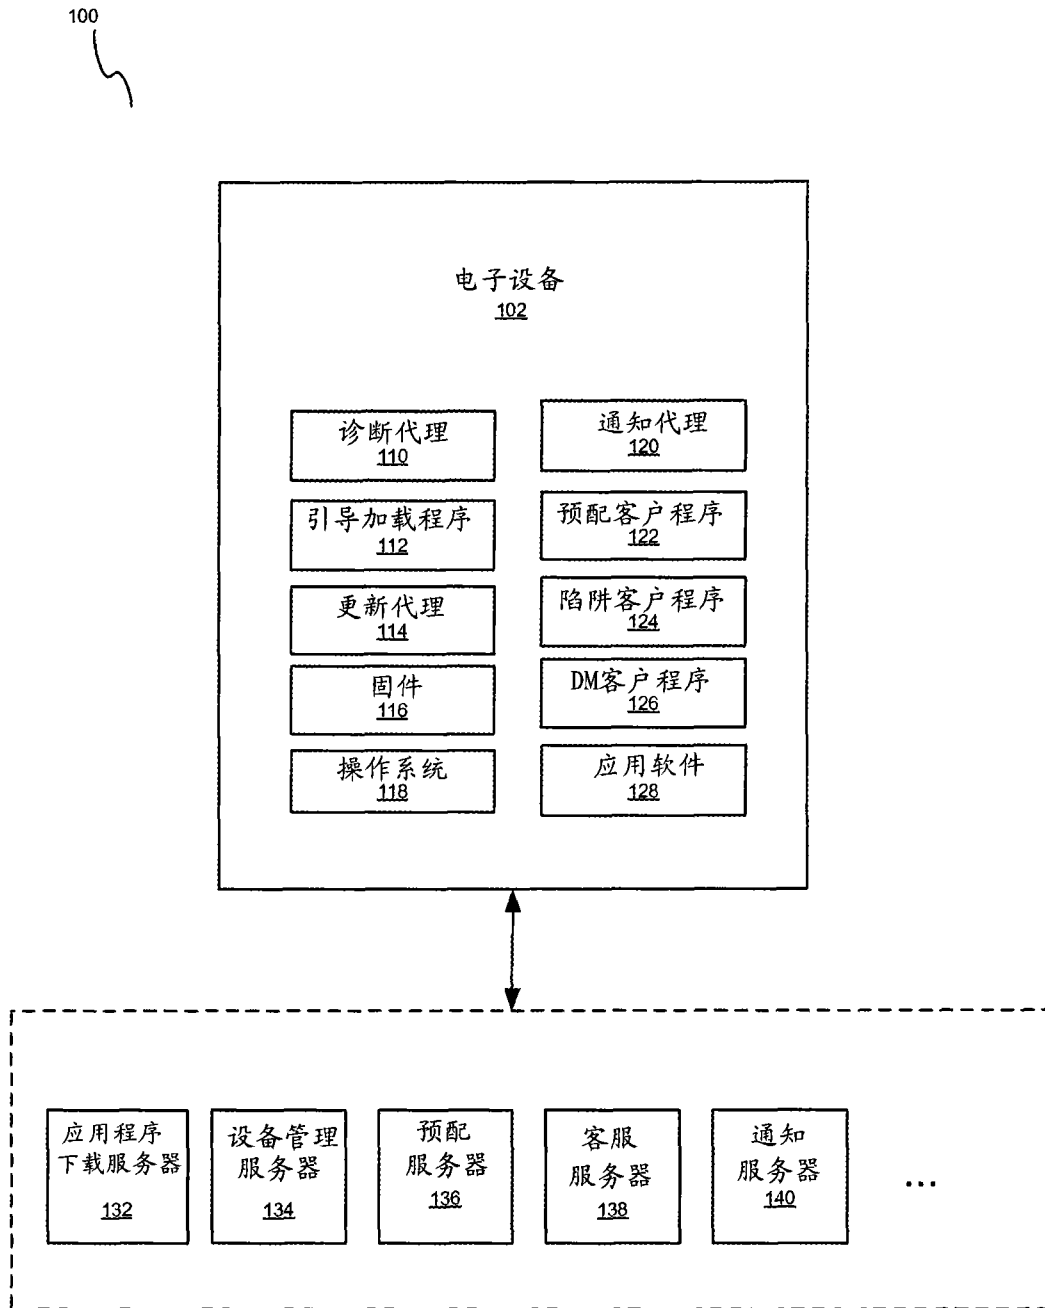 100
电子设备
102
诊断代理
110
引导加载程序
112
更新代理
114
固件
116
操作系统
118
通知代理
120
预配客户程序
122
陷阱客户程序
124
DM客户程序
126
应用软件
128
应用程序
下载服务器
132
设备管理
服务器
134
预配
服务器
136
客服
服务器
138
通知
服务器
140
...